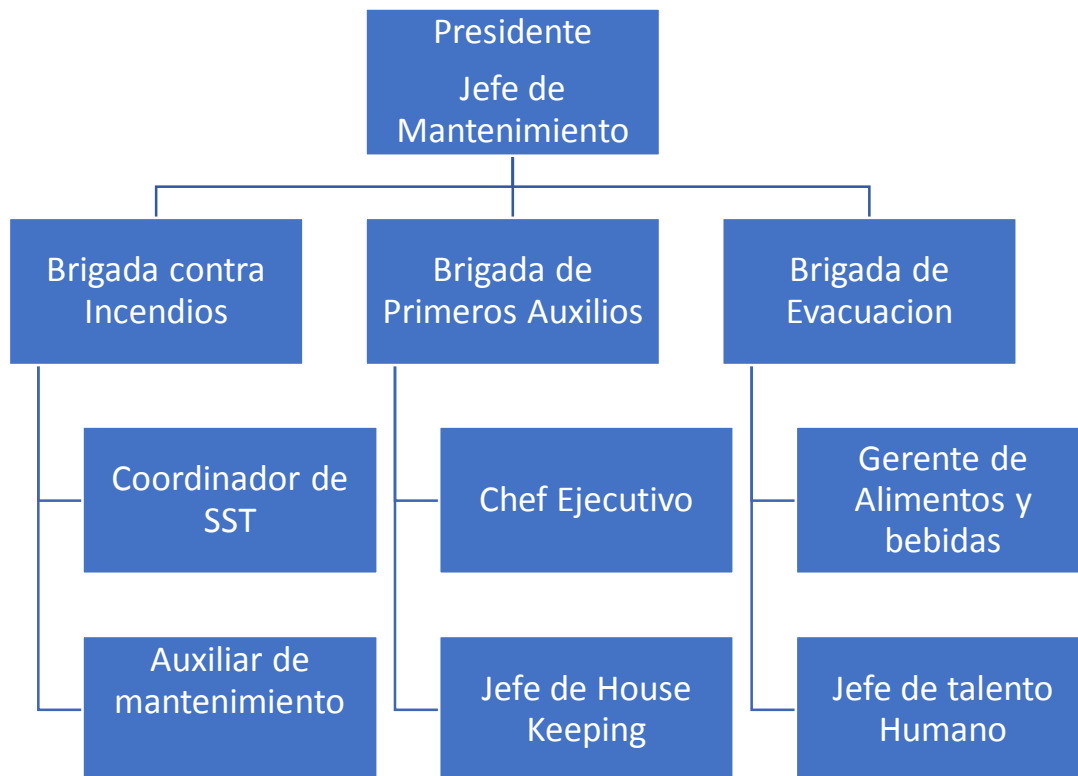 Presidente
Jefe de
Mantenimiento
Brigada contra
Incendios
Brigada de
Primeros Auxilios
Brigada de
Evacuacion
Coordinador de
SST
Chef Ejecutivo
Gerente de
Alimentos y
bebidas
Auxiliar de
mantenimiento
Jefe de House
Keeping
Jefe de talento
Humano